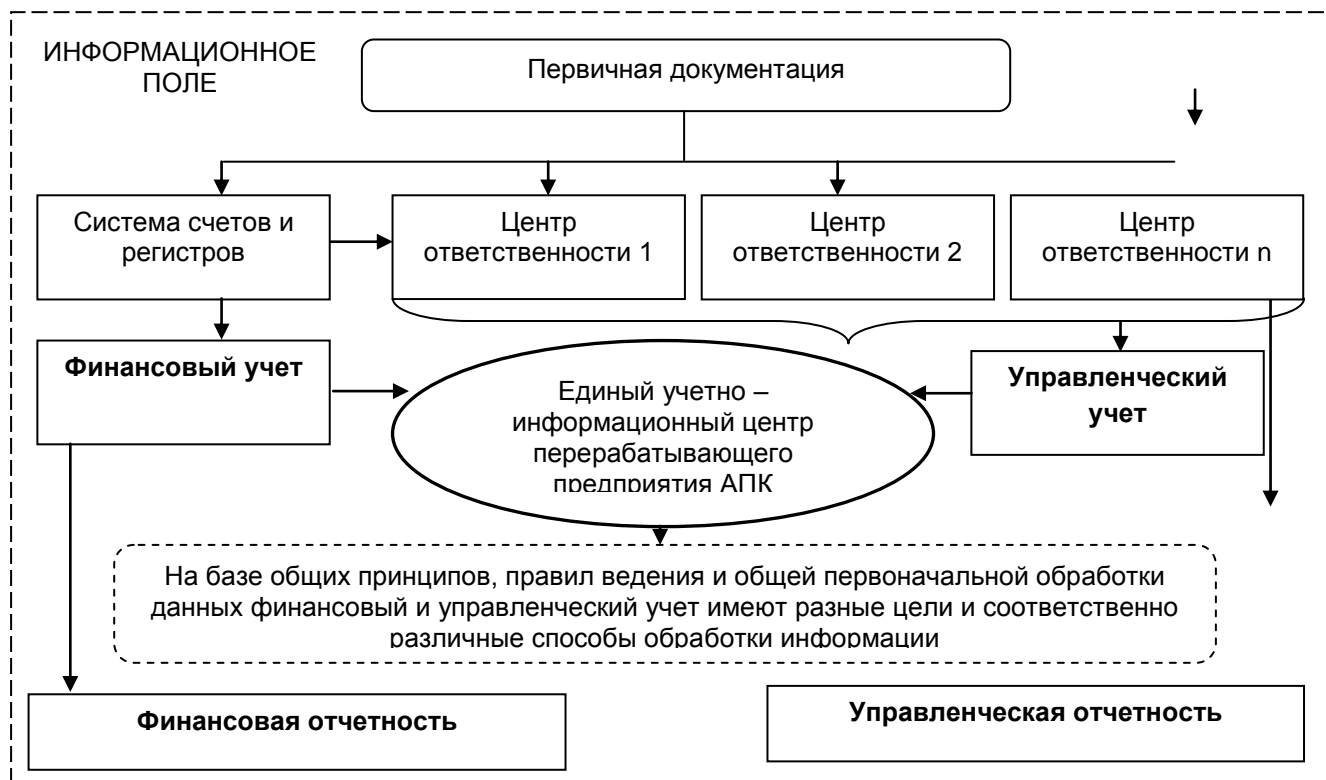 ИНФОРМАЦИОННОЕ
ПОЛЕ
Первичная документация
Система счетов и
регистров
Центр
ответственности 1
Центр
ответственности 2
Центр
ответственности n
Финансовый учет
Единый учетно –
информационный центр
перерабатывающего
предприятия АПК
Управленческий
учет
На базе общих принципов, правил ведения и общей первоначальной обработки
данных финансовый и управленческий учет имеют разные цели и соответственно
различные способы обработки информации
Финансовая отчетность
Управленческая отчетность